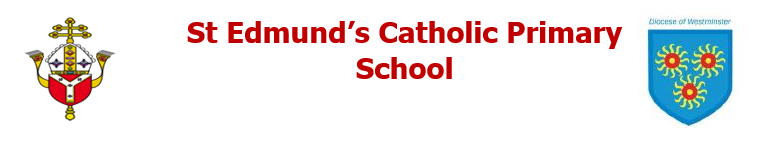 Diocese of Westminster
St Edmund's Catholic Primary
School